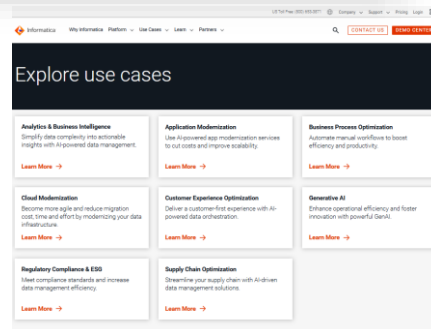 US Toll Free: (800) 653-3871 Company Support Pricing Login
Informatica Why Informatica Platform Use Cases Learn Partners CONTACT US DEMO CENTER
Explore use cases
Analytics & Business Intelligence
Simplify data complexity into actionable
insights with AI-powered data management.
Learn More →
Application Modernization
Use AI-powered app modernization services
to cut costs and improve scalability.
Learn More →
Business Process Optimization
Automate manual workflows to boost
efficiency and productivity.
Learn More →
Cloud Modernization
Become more agile and reduce migration
cost, time and effort by modernizing your data
infrastructure.
Learn More →
Customer Experience Optimization
Deliver a customer-first experience with AI-
powered data orchestration.
Learn More →
Generative AI
Enhance operational efficiency and foster
innovation with powerful GenAI.
Learn More →
Regulatory Compliance & ESG
Meet compliance standards and increase
data management efficiency.
Learn More →
Supply Chain Optimization
Streamline your supply chain with AI-driven
data management solutions.
Learn More →